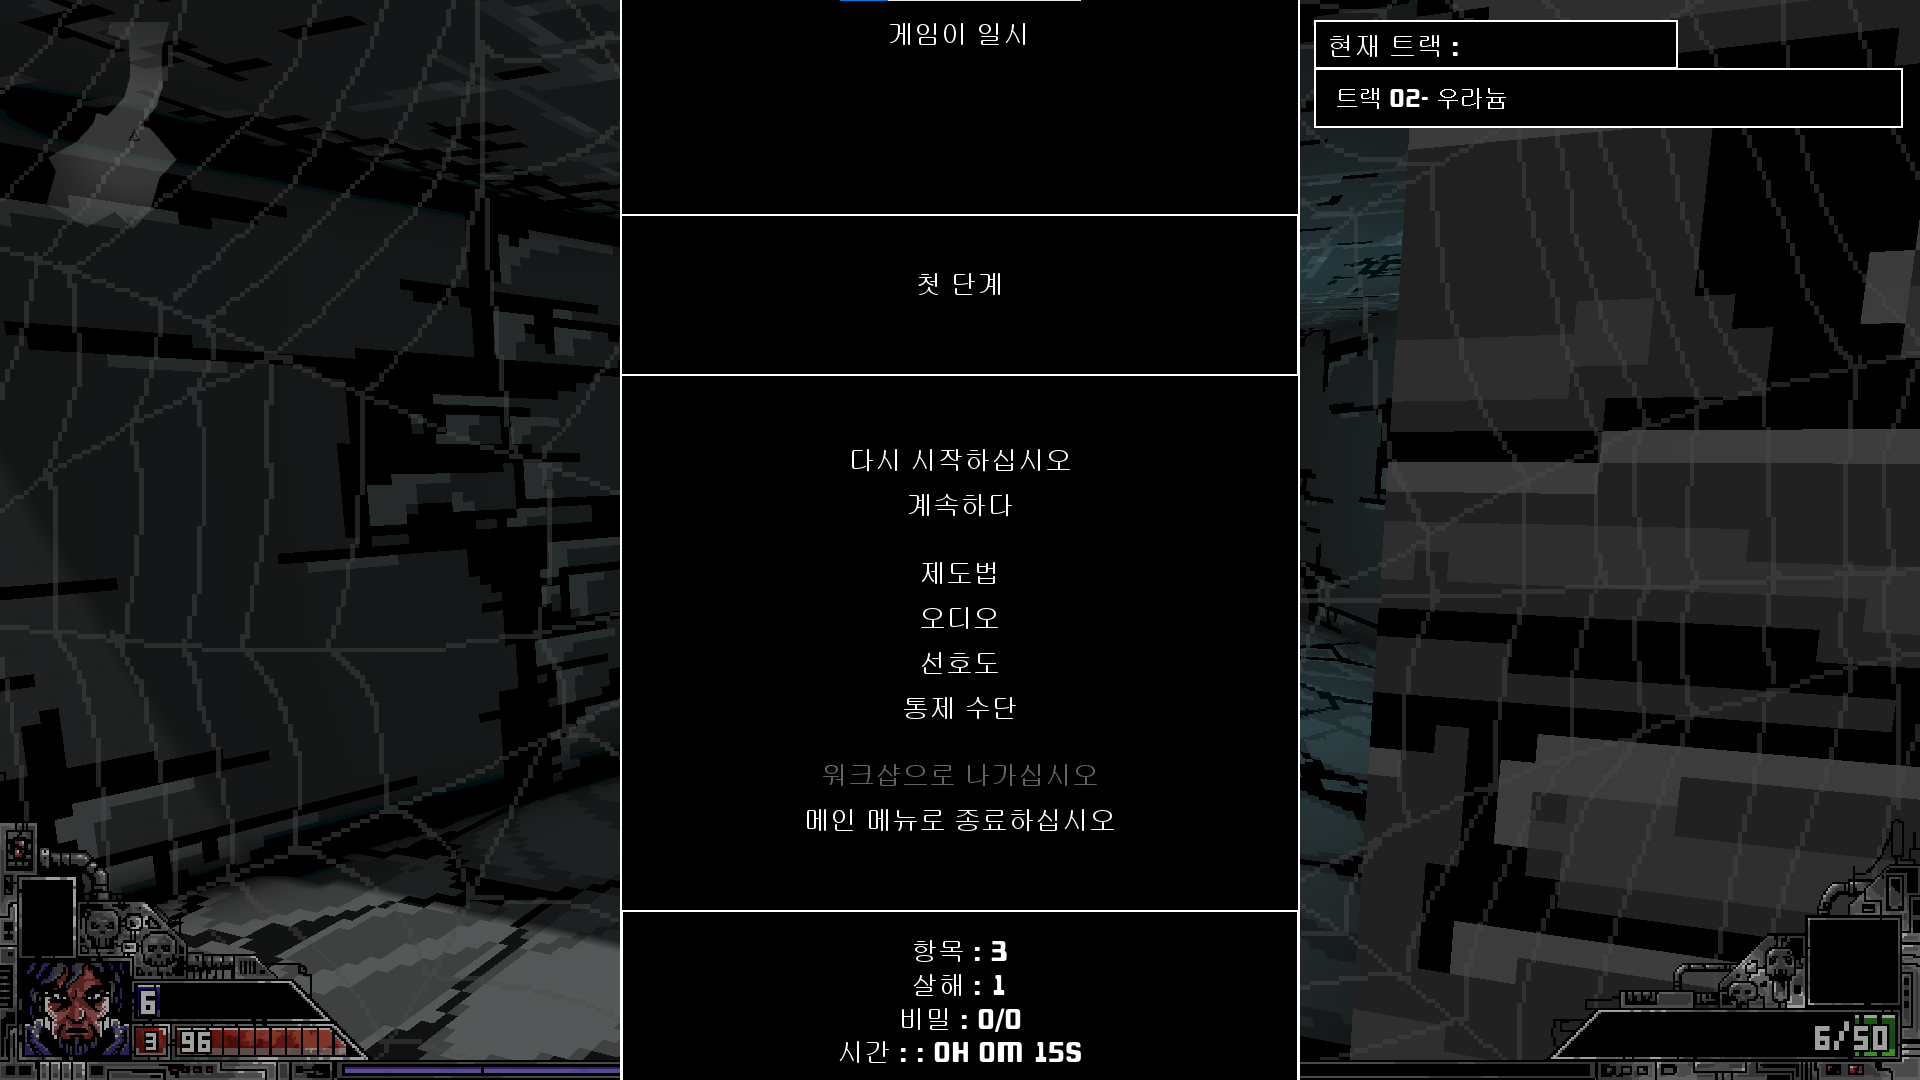 게임이 일시
현재 트랙 :
트랙 02- 우라늄
첫 단계
다시 시작하십시오
계속하다
제도법
오디오
선호도
통제 수단
워크샵으로 나가십시오
메인 메뉴로 종료하십시오
항목 : 3
살해 : 1
비밀 : 0/0
시간 : : 0H 0M 15S
6
3 96
6/50